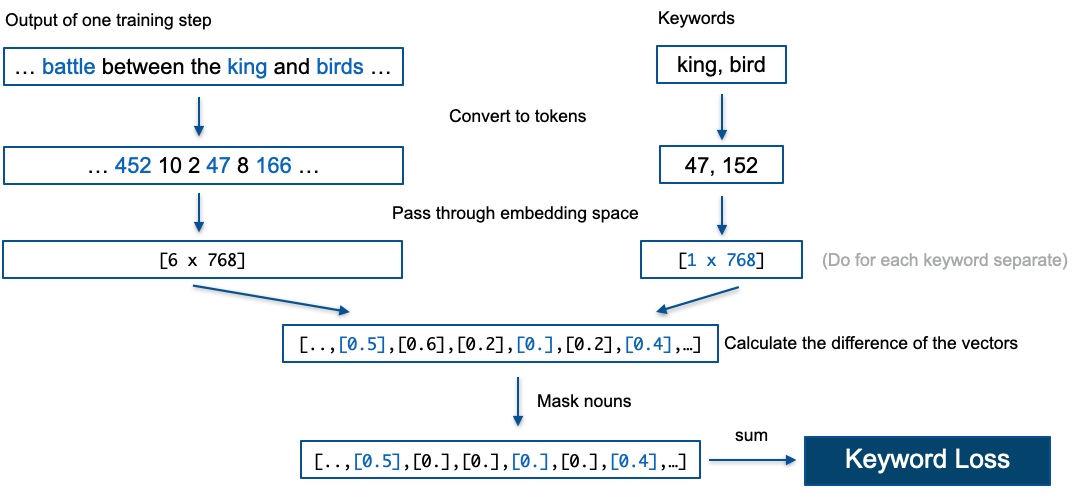 Output of one training step
Keywords
... battle between the king and birds ...
king, bird
Convert to tokens
... 452 10 2 47 8 166 ...
47, 152
Pass through embedding space
[6 x 768]
[1 x 768]
(Do for each keyword separate)
[..,[0.5],[0.6],[0.2],[0.],[0.2],[0.4],…]
Calculate the difference of the vectors
Mask nouns
[..,[0.5],[0.],[0.],[0.],[0.],[0.4],…]
sum
Keyword Loss